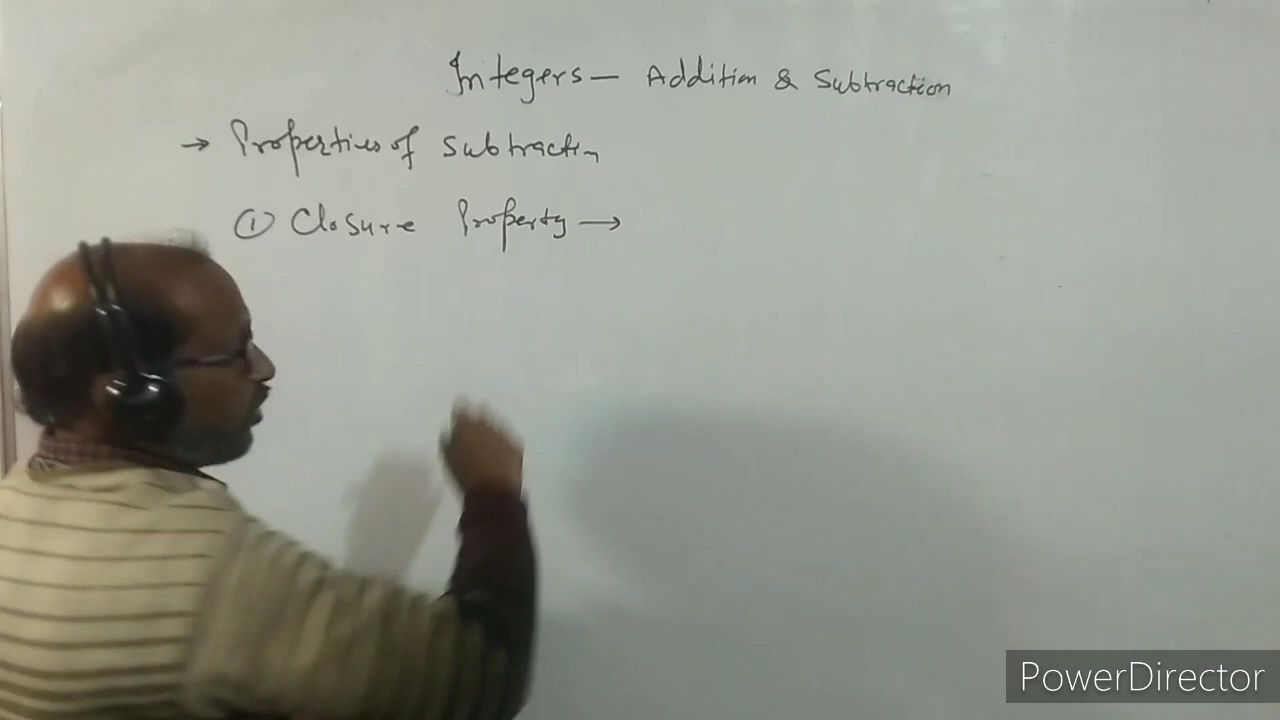 Integers — Addition & Subtraction
→ Properties of Subtraction
① Closure Property →
PowerDirector